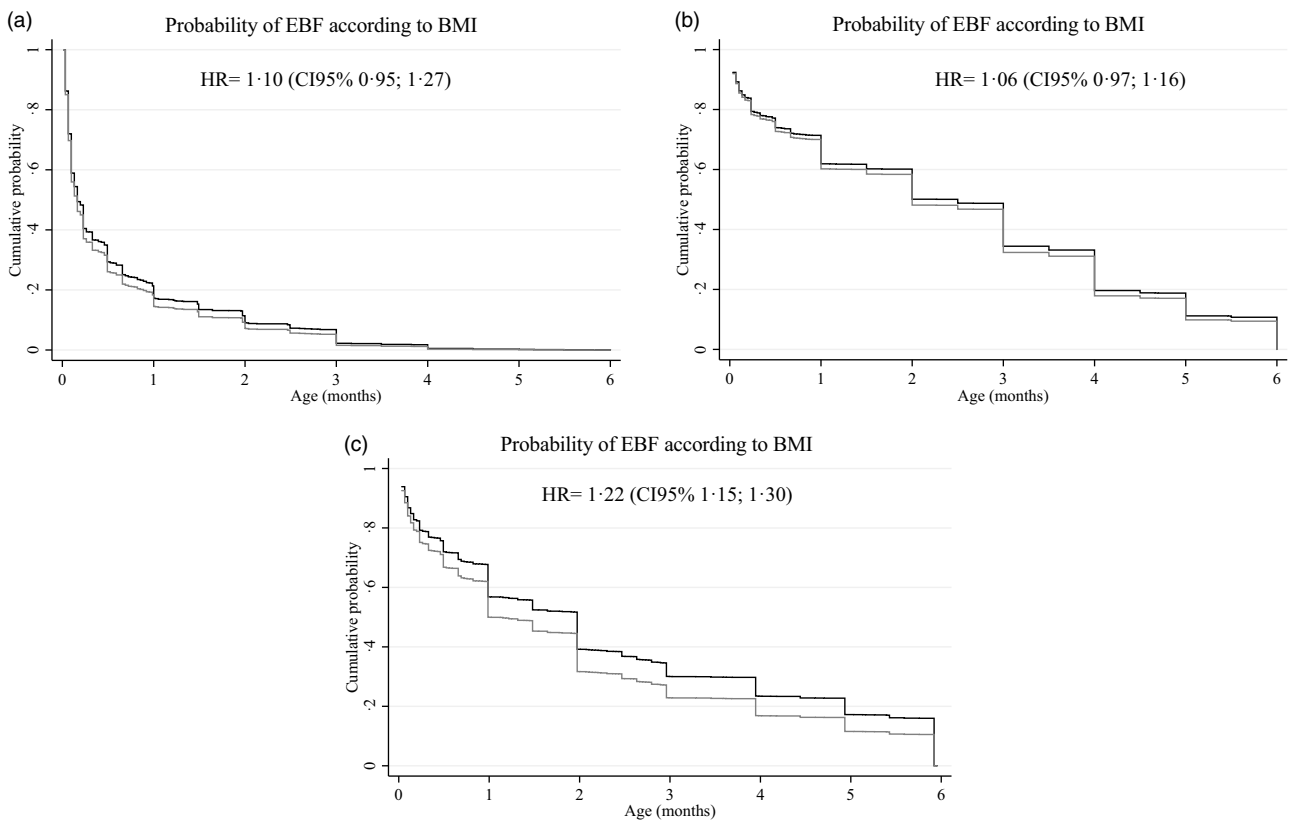 (a)
Probability of EBF according to BMI
HR= 1·10 (CI95% 0·95; 1·27)
Cumulative probability
1
·8
·6
·4
·2
0
0 1 2 3 4 5 6
Age (months)
(b)
Probability of EBF according to BMI
HR= 1·06 (CI95% 0·97; 1·16)
Cumulative probability
1
·8
·6
·4
·2
0
0 1 2 3 4 5 6
Age (months)
(c)
Probability of EBF according to BMI
HR= 1·22 (CI95% 1·15; 1·30)
Cumulative probability
1
·8
·6
·4
·2
0
0 1 2 3 4 5 6
Age (months)